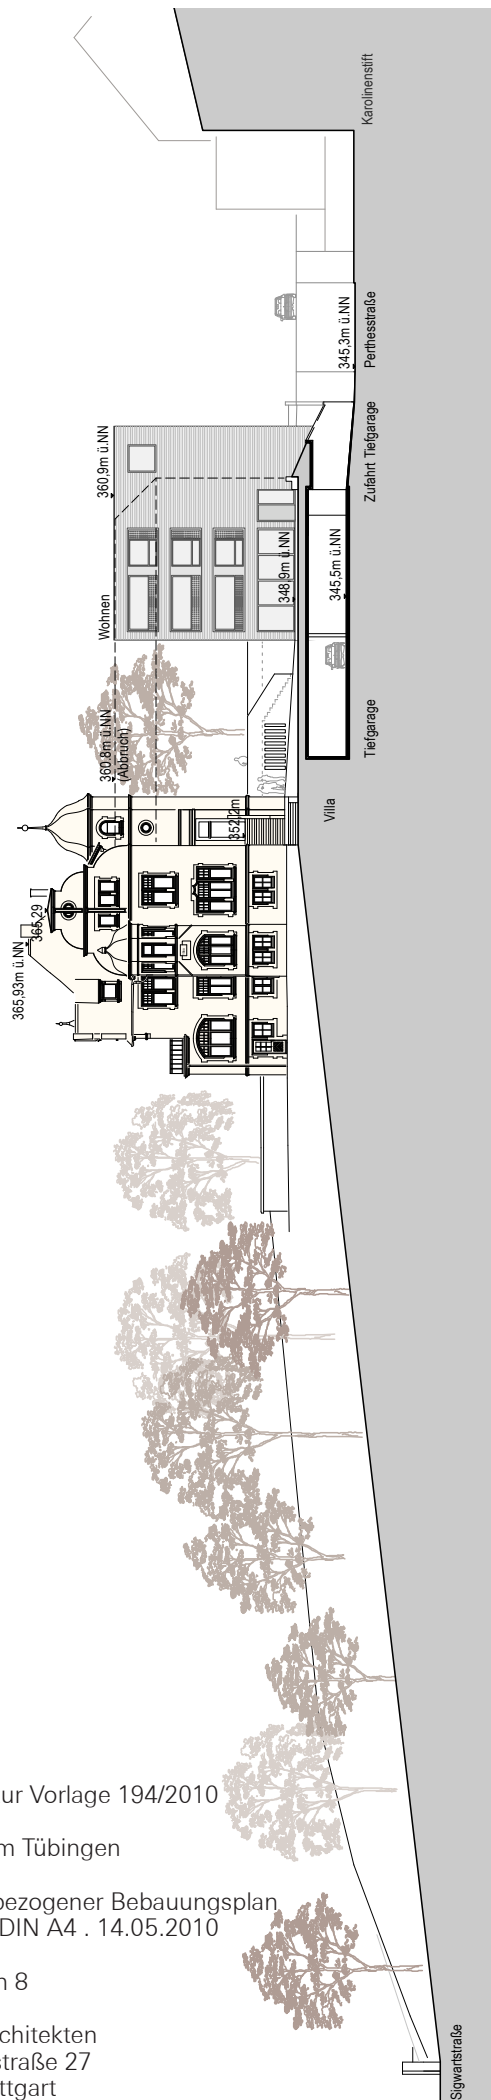 Karolinenstift
345,3m ü.NN
Perthesstraße
360,9m ü.NN
Zufahrt Tiefgarage
Wohnen
348,9m ü.NN
345,5m ü.NN
360.8m ü.NN
(Abbruch)
Tiefgarage
352,2m
Villa
365,93m ü.NN
365,29
ur Vorlage 194/2010
m Tübingen
bezogener Bebauungsplan
DIN A4 . 14.05.2010
n 8
chitekten
straße 27
ttgart
Sigwartstraße